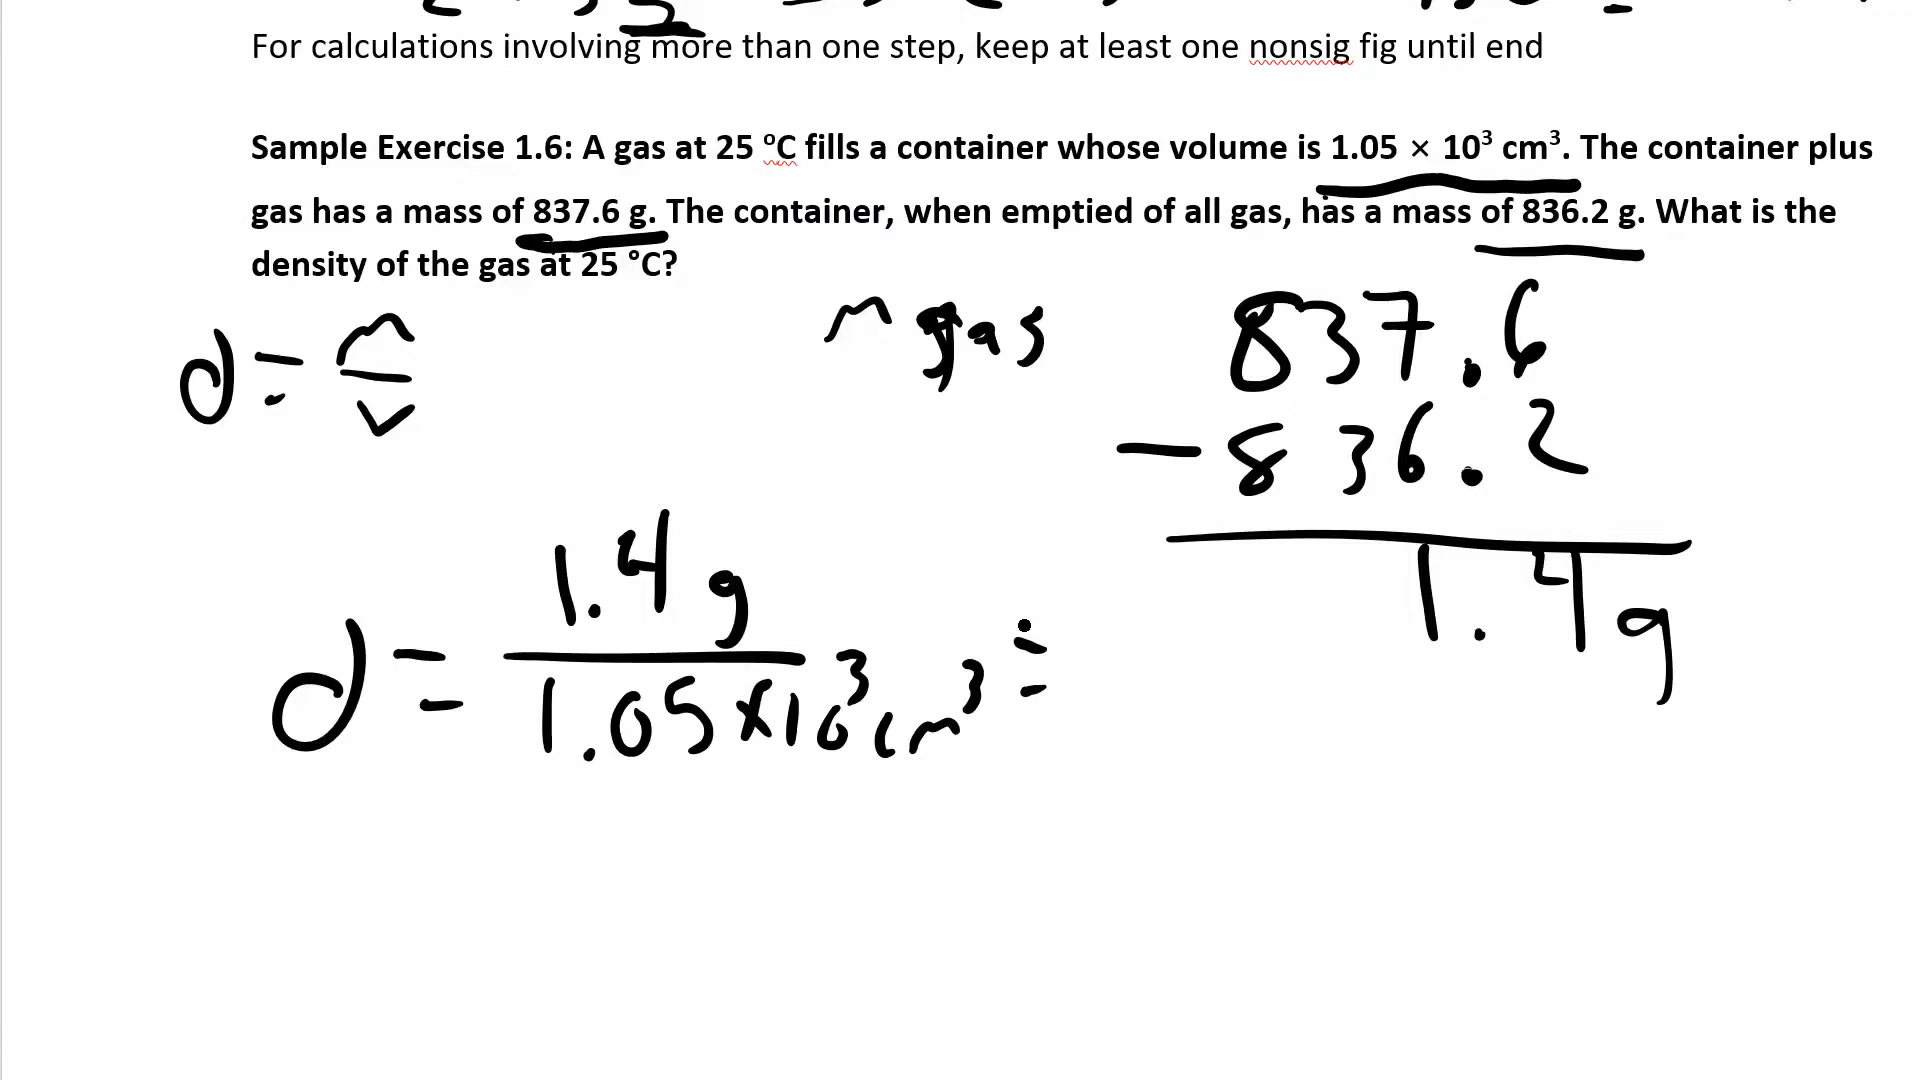 For calculations involving more than one step, keep at least one nonsig fig until end
Sample Exercise 1.6: A gas at 25 °C fills a container whose volume is 1.05 × 10³ cm³. The container plus
gas has a mass of 837.6 g. The container, when emptied of all gas, has a mass of 836.2 g. What is the
density of the gas at 25 °C?
d = m
v
m gas
837.6
- 836.2
1.4 g
d = 1.4 g
1.05 x 10³ cm³ =